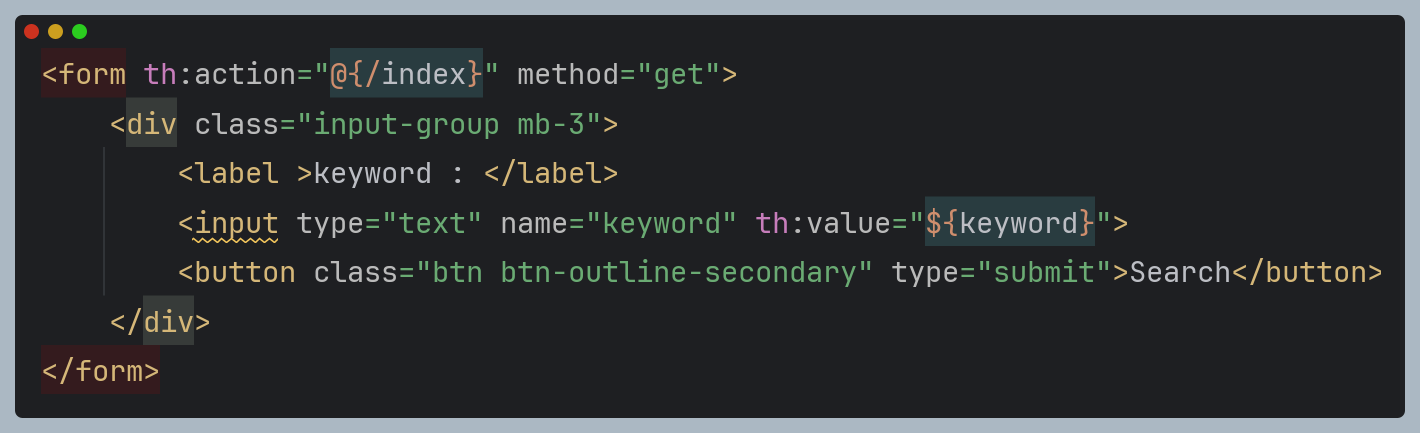 <form th:action="@{/index}" method="get">
<div class="input-group mb-3">
<label >keyword : </label>
<input type="text" name="keyword" th:value="${keyword}">
<button class="btn btn-outline-secondary" type="submit">Search</button>
</div>
</form>